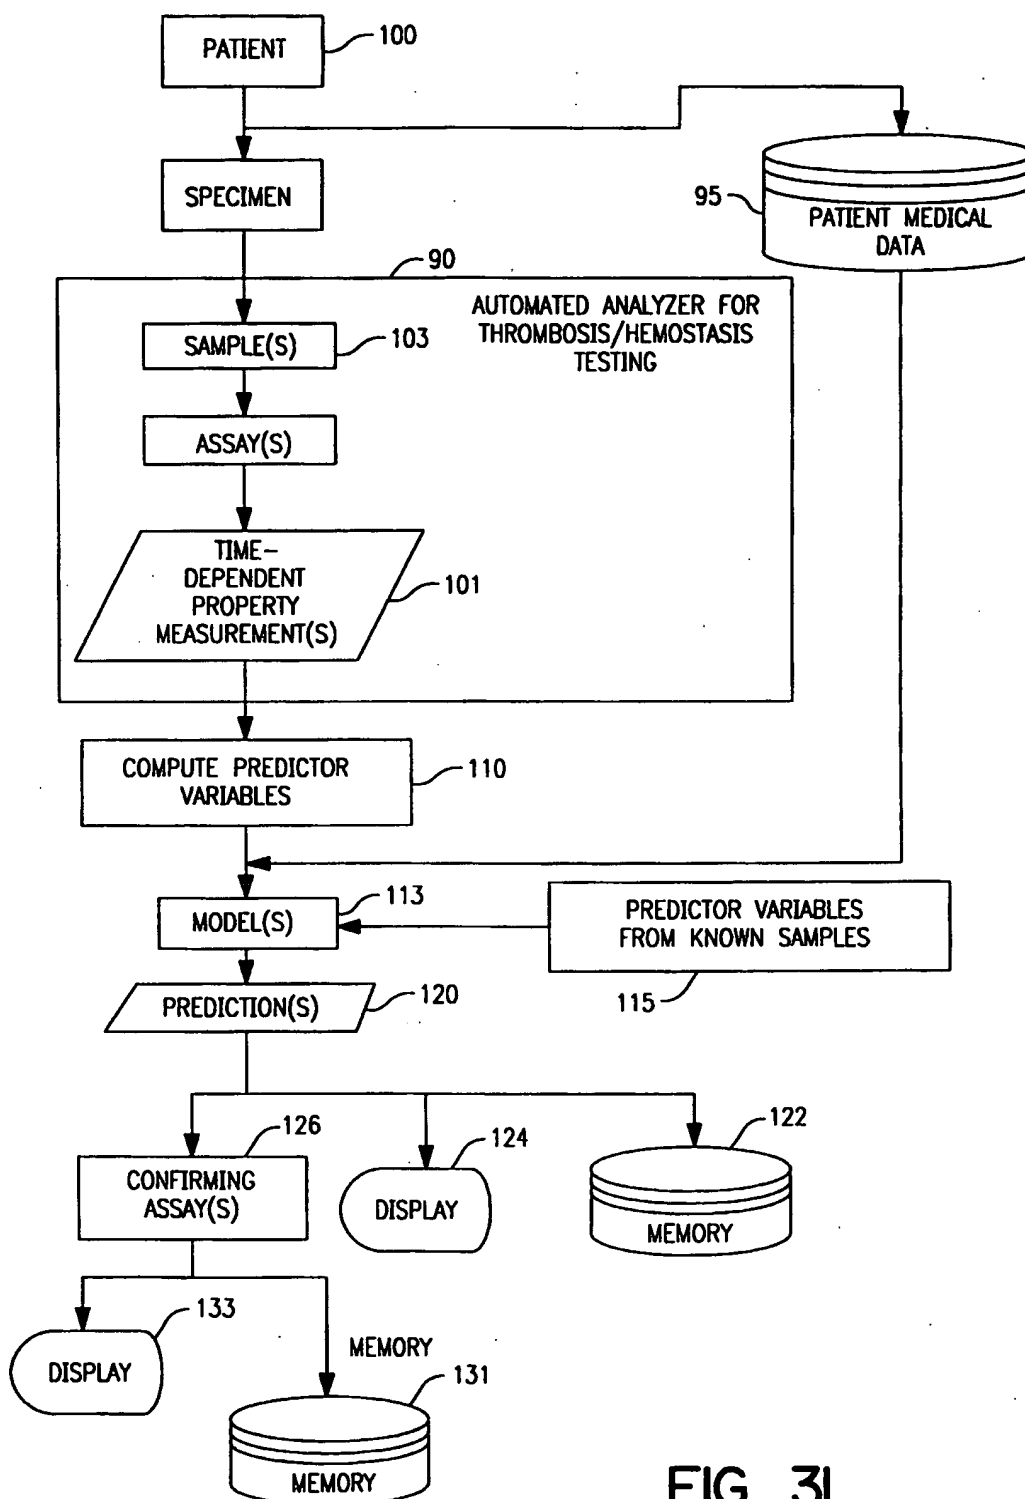 PATIENT
100
SPECIMEN
95
PATIENT MEDICAL
DATA
90
AUTOMATED ANALYZER FOR
THROMBOSIS/HEMOSTASIS
TESTING
SAMPLE(S)
103
ASSAY(S)
TIME-
DEPENDENT
PROPERTY
MEASUREMENT(S)
101
COMPUTE PREDICTOR
VARIABLES
110
MODEL(S)
113
PREDICTOR VARIABLES
FROM KNOWN SAMPLES
115
PREDICTION(S)
120
126
CONFIRMING
ASSAY(S)
124
DISPLAY
122
MEMORY
133
DISPLAY
MEMORY
131
MEMORY
FIG. 31